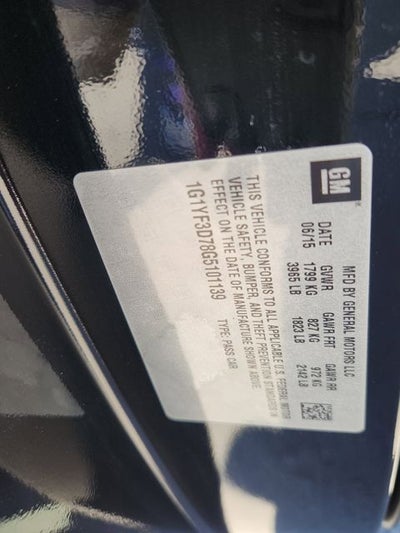 GM
MFD BY GENERAL MOTORS LLC
DATE GVWR GAWR FRT GAWR RR
06/15 1799 KG 827 KG 972 KG
3965 LB 1823 LB 2142 LB
THIS VEHICLE CONFORMS TO ALL APPLICABLE U.S. FEDERAL MOTOR
VEHICLE SAFETY, BUMPER, AND THEFT PREVENTION STANDARDS IN
EFFECT ON THE DATE OF MANUFACTURE SHOWN ABOVE.
1G1YF3D78G5101139 TYPE: PASS CAR